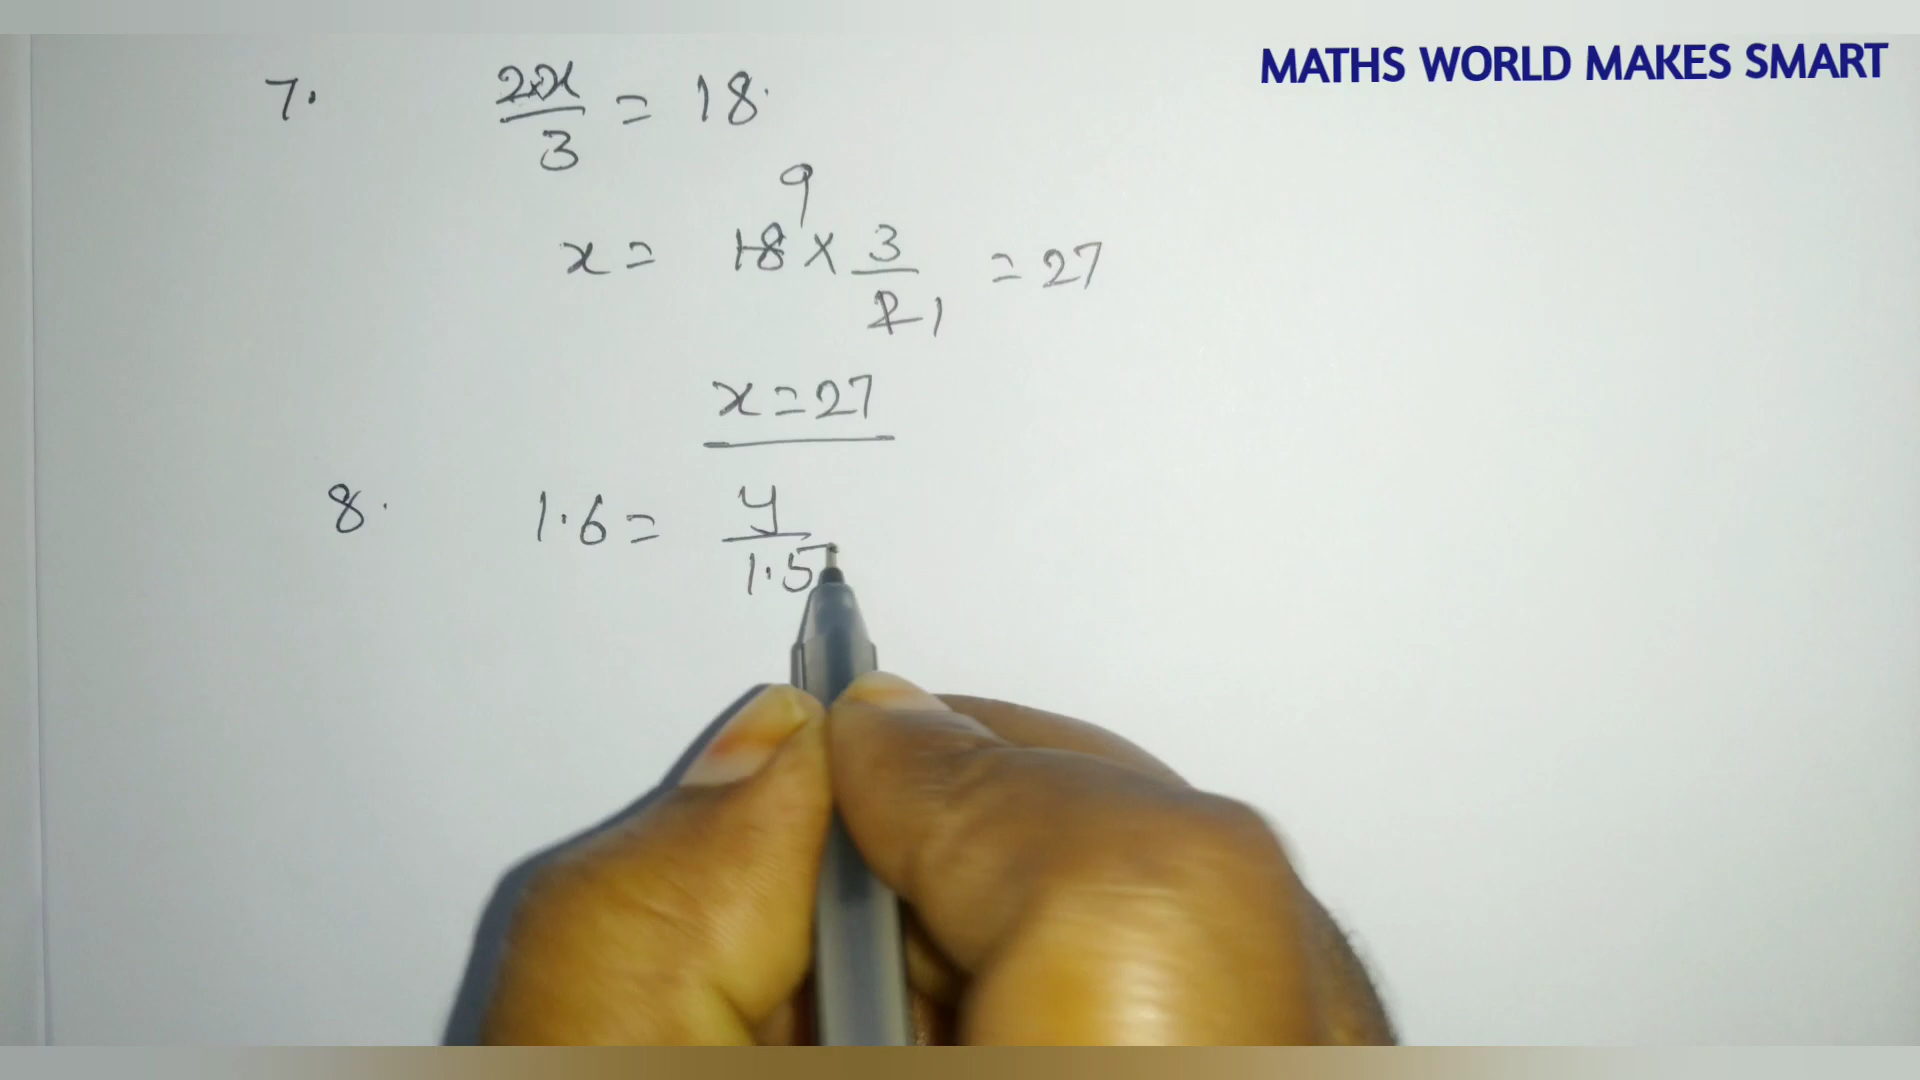 MATHS WORLD MAKES SMART
7. 2x/3 = 18.
9
x = 18 × 3/2 1 = 27
x = 27
8. 1.6 = y/1.5